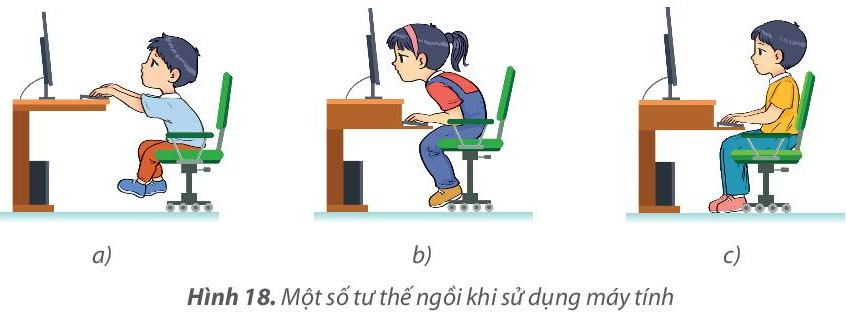 a)
b)
c)
Hình 18. Một số tư thế ngồi khi sử dụng máy tính